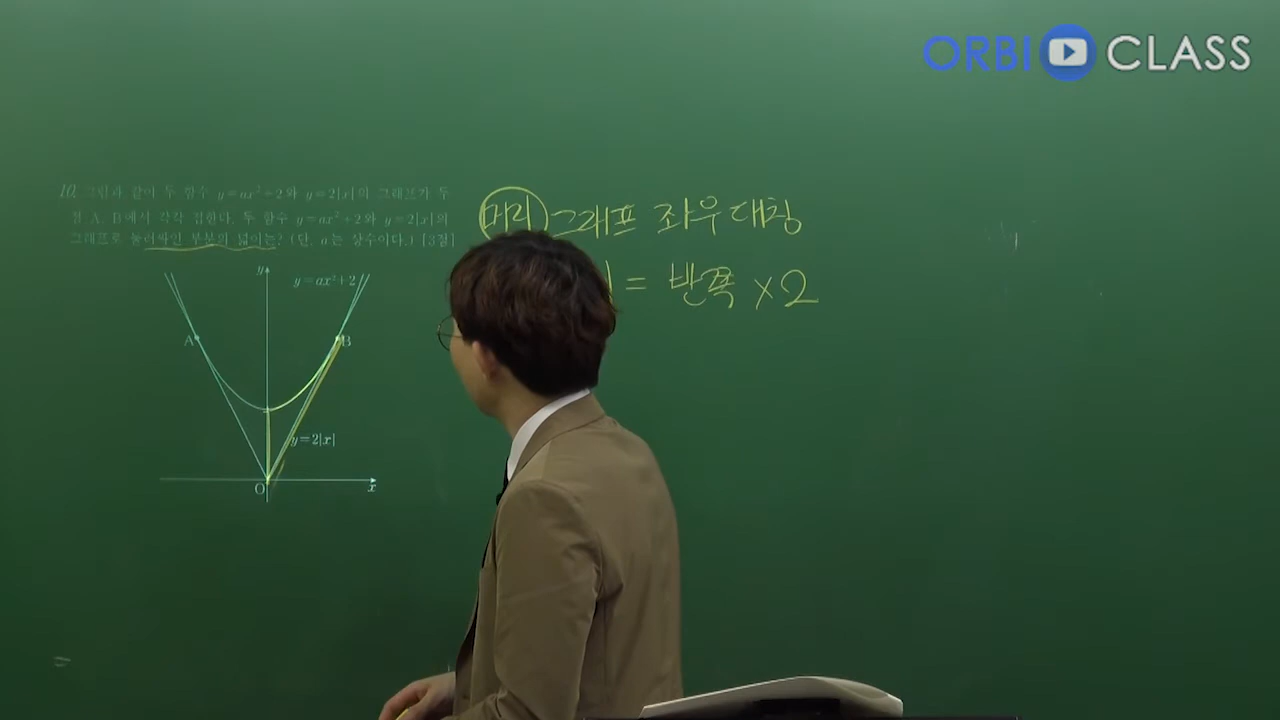 ORBI CLASS
10. 그림과 같이 두 함수 y=ax²+2와 y=2|x|의 그래프가 두
점 A, B에서 각각 접한다. 두 함수 y=ax²+2와 y=2|x|의
그래프로 둘러싸인 부분의 넓이는? (단, a는 상수이다.) [3점]
머리 그래프 좌우대칭
= 반쪽 ×2
y
y=ax²+2
A
B
y=2|x|
O
x